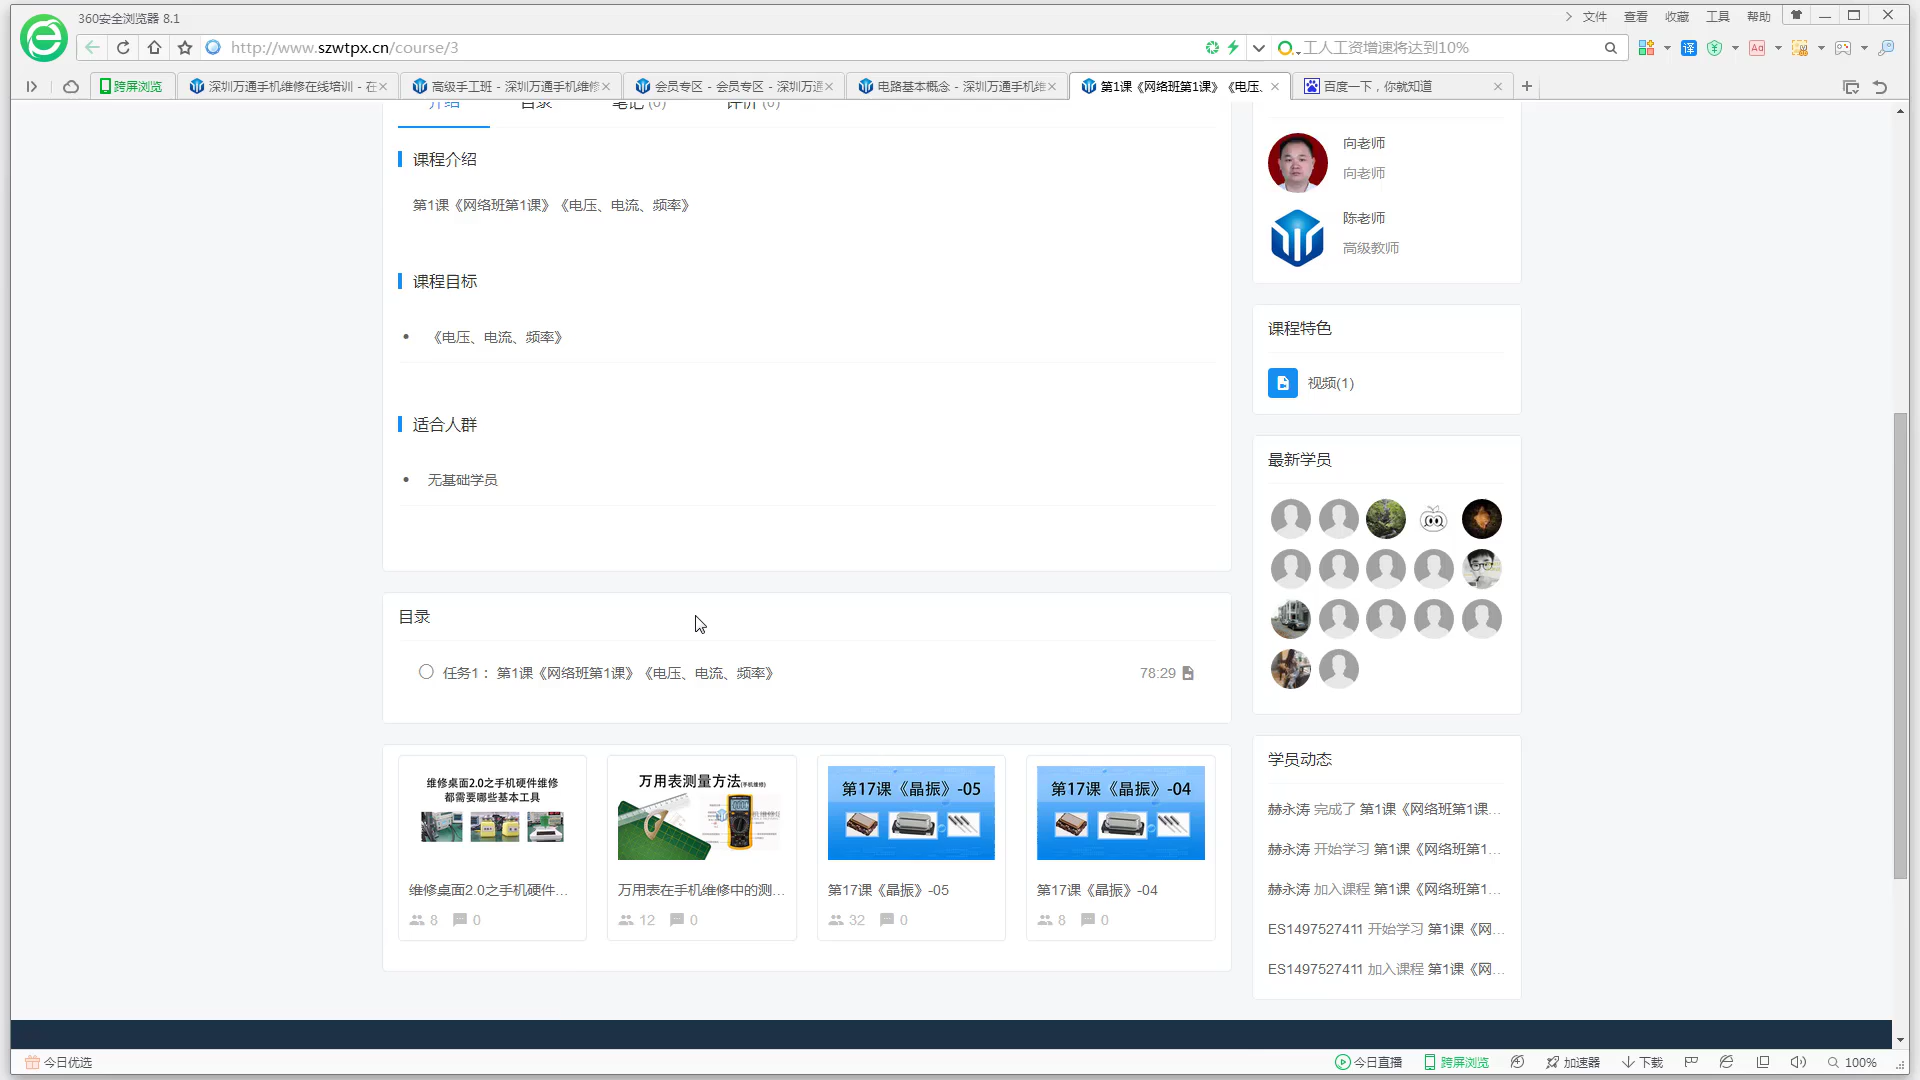 360安全浏览器 8.1
文件 查看 收藏 工具 帮助
http://www.szwtpx.cn/course/3
工人工资增速将达到10%
跨屏浏览
深圳万通手机维修在线培训 - 在
高级手工班 - 深圳万通手机维修
会员专区 - 会员专区 - 深圳万通
电路基本概念 - 深圳万通手机维
第1课《网络班第1课》《电压、
百度一下，你就知道
介绍 目录 笔记 (0) 评价 (0)
课程介绍
第1课《网络班第1课》《电压、电流、频率》
课程目标
• 《电压、电流、频率》
适合人群
• 无基础学员
目录
任务1： 第1课《网络班第1课》《电压、电流、频率》 78:29
维修桌面2.0之手机硬件维修
都需要哪些基本工具
维修桌面2.0之手机硬件...
8 0
万用表测量方法(手机维修)
万用表在手机维修中的测...
12 0
第17课《晶振》-05
第17课《晶振》-05
32 0
第17课《晶振》-04
第17课《晶振》-04
8 0
向老师
向老师
陈老师
高级教师
课程特色
视频(1)
最新学员
学员动态
赫永涛 完成了 第1课《网络班第1课...
赫永涛 开始学习 第1课《网络班第1...
赫永涛 加入课程 第1课《网络班第1...
ES1497527411 开始学习 第1课《网...
ES1497527411 加入课程 第1课《网...
今日优选
今日直播 跨屏浏览 加速器 下载 100%